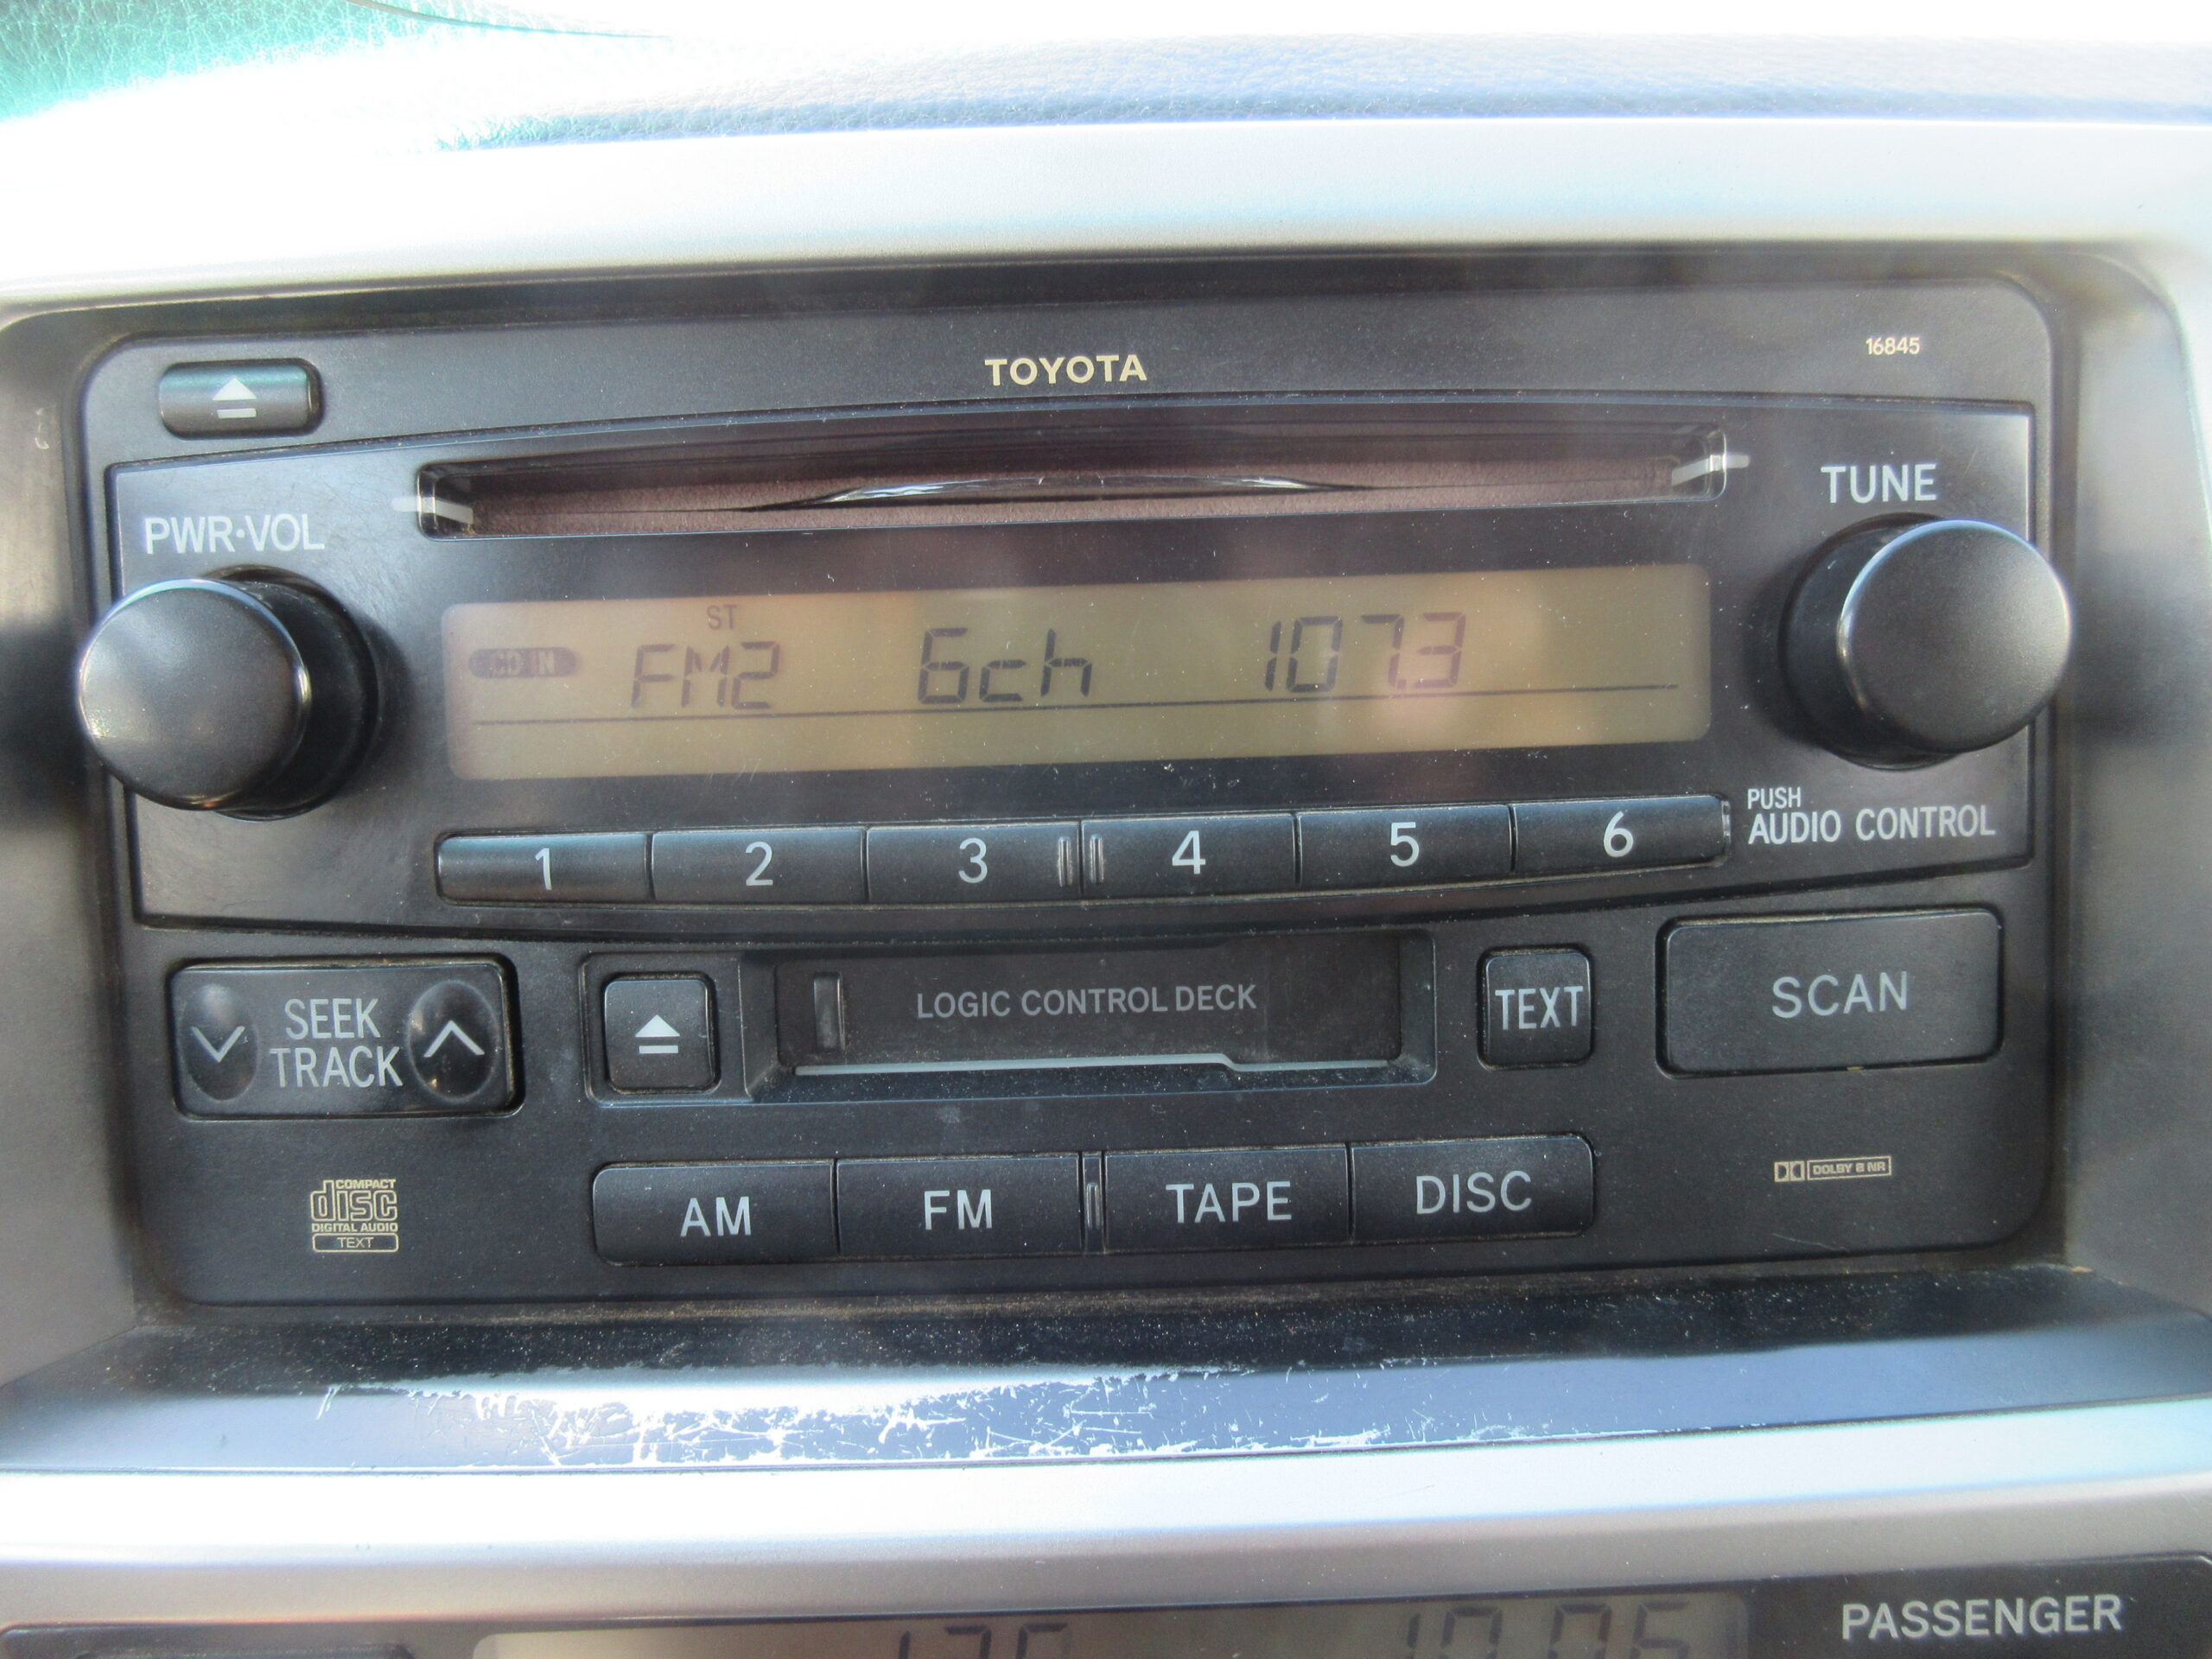 TOYOTA
16845
PWR·VOL
TUNE
ST
CD IN
FM2 6ch 107.3
1 2 3 4 5 6
PUSH
AUDIO CONTROL
SEEK
TRACK
LOGIC CONTROL DECK
TEXT
SCAN
COMPACT
disc
DIGITAL AUDIO
TEXT
AM FM TAPE DISC
DOLBY B NR
PASSENGER